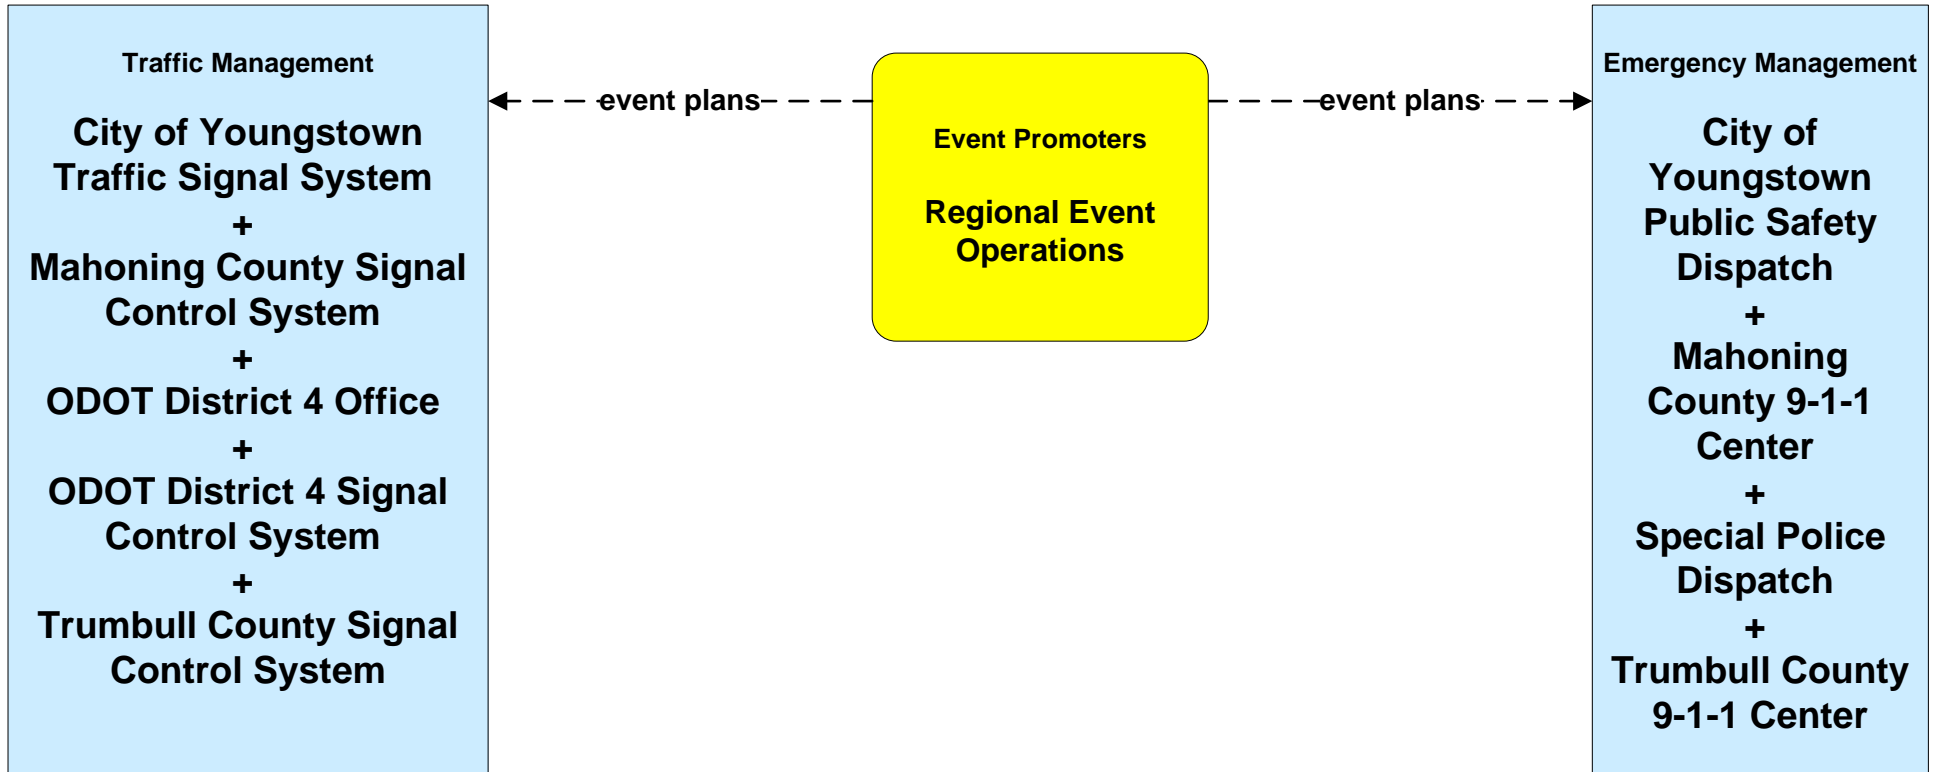 Traffic Management
City of Youngstown
Traffic Signal System
+
Mahoning County Signal
Control System
+
ODOT District 4 Office
+
ODOT District 4 Signal
Control System
+
Trumbull County Signal
Control System
event plans
Event Promoters
Regional Event
Operations
event plans
Emergency Management
City of
Youngstown
Public Safety
Dispatch
+
Mahoning
County 9-1-1
Center
+
Special Police
Dispatch
+
Trumbull County
9-1-1 Center